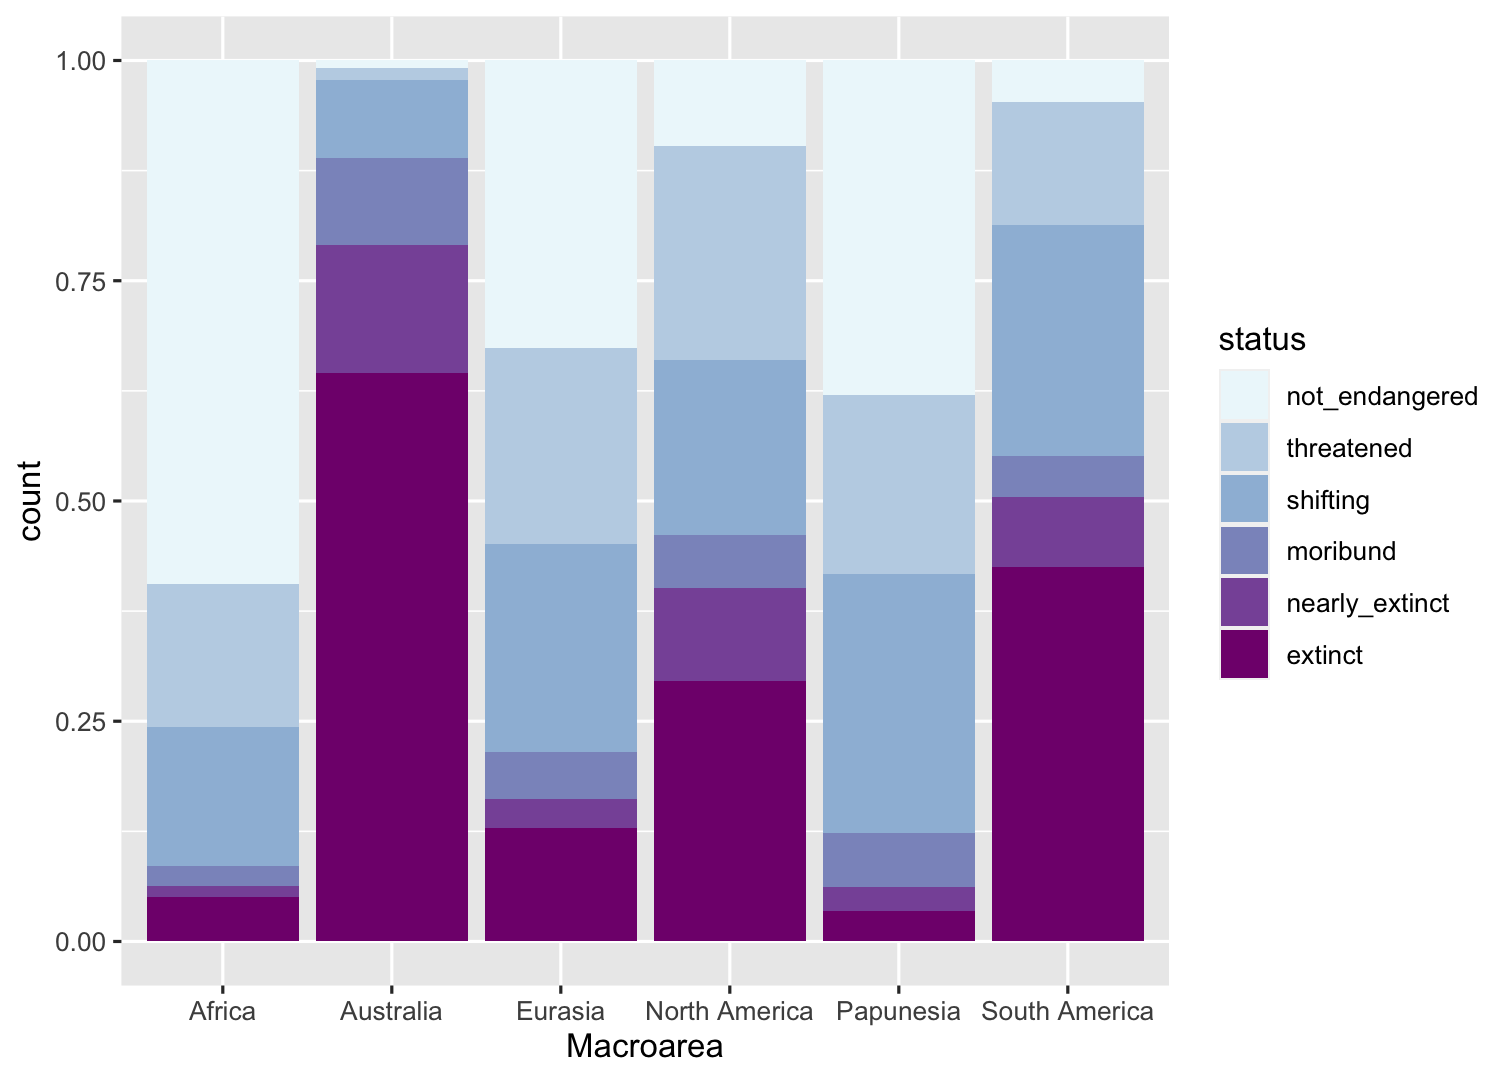 1.00
0.75
0.50
0.25
0.00
count
Africa
Australia
Eurasia
North America
Papunesia
South America
Macroarea
status
not_endangered
threatened
shifting
moribund
nearly_extinct
extinct